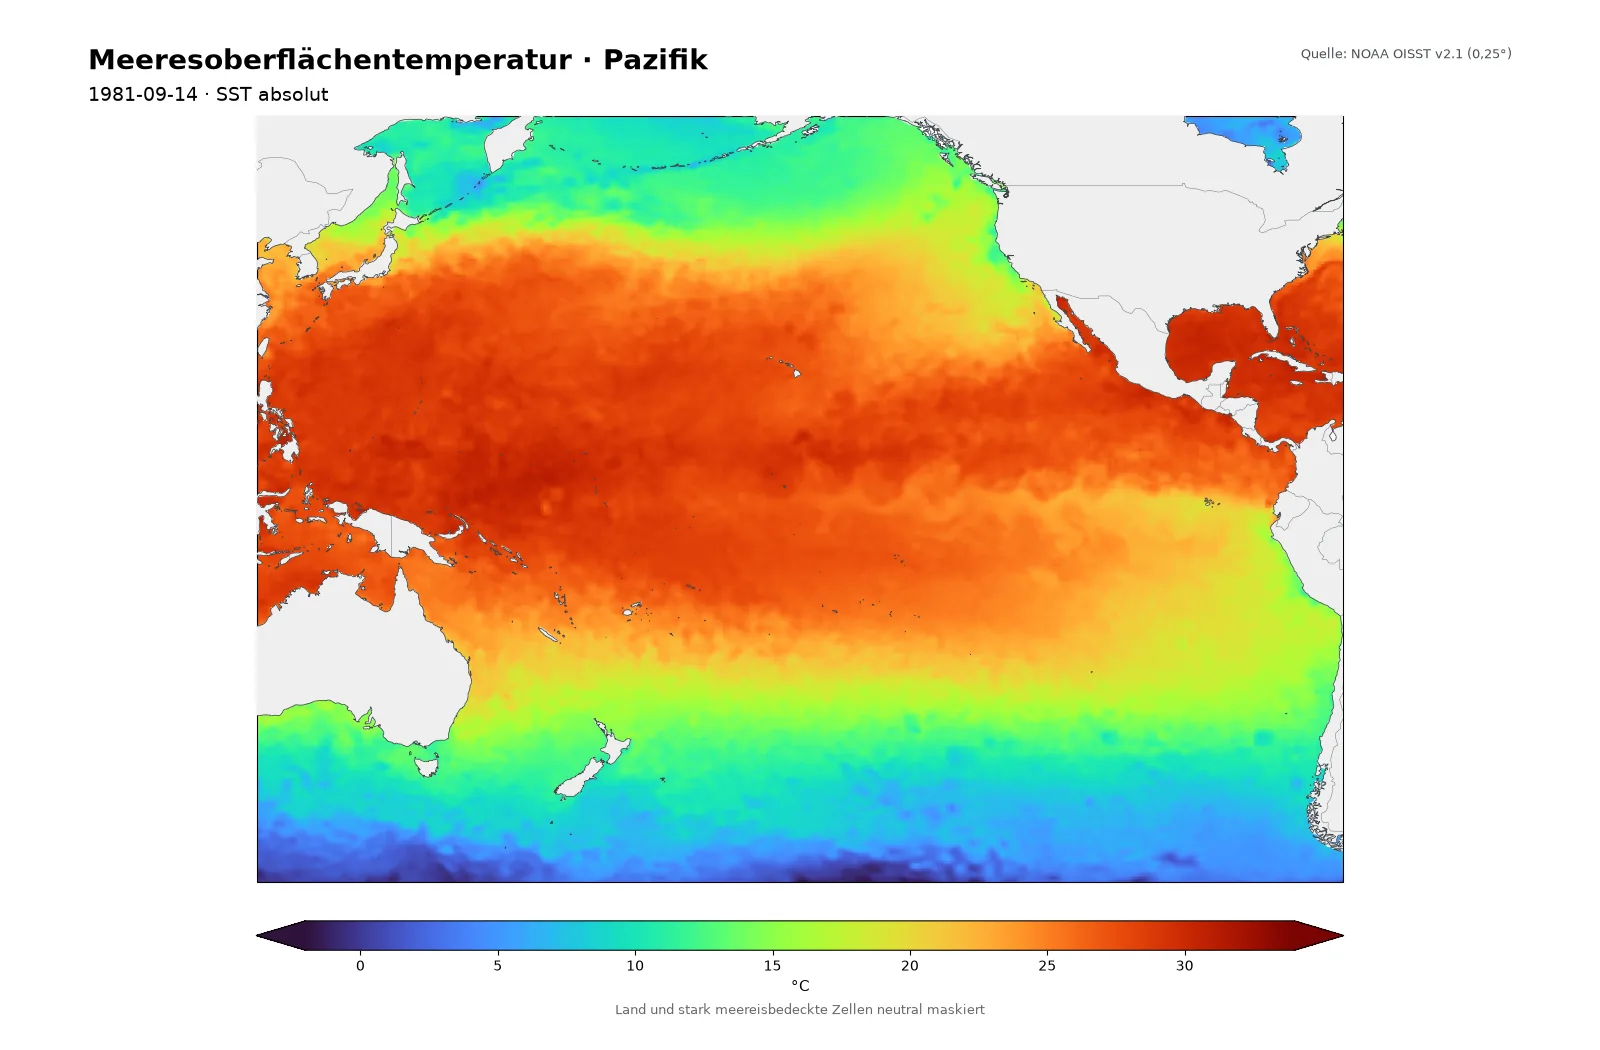 Meeresoberflächentemperatur · Pazifik
Quelle: NOAA OISST v2.1 (0,25°)
1981-09-14 · SST absolut
0 5 10 15 20 25 30
°C
Land und stark meereisbedeckte Zellen neutral maskiert